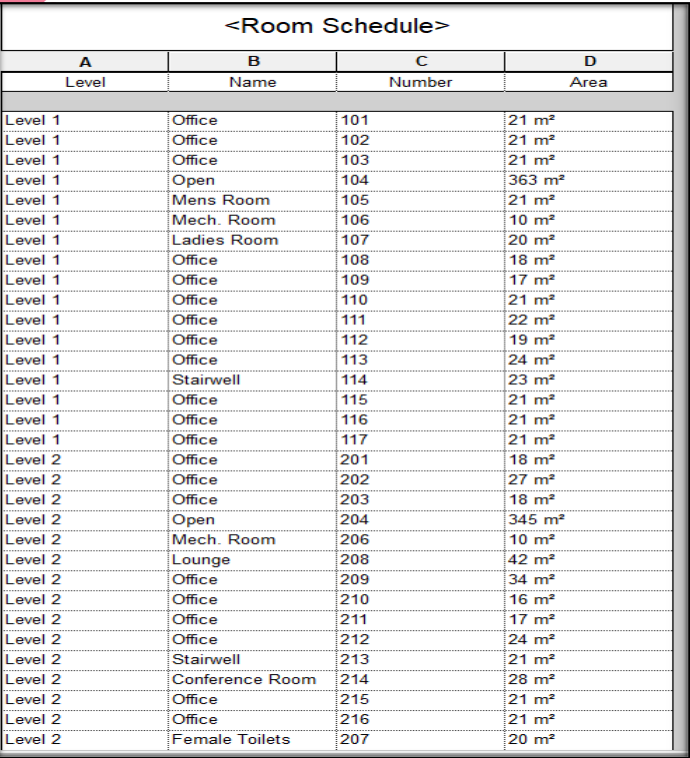 <Room Schedule>
A B C D
Level Name Number Area
Level 1 Office 101 21 m²
Level 1 Office 102 21 m²
Level 1 Office 103 21 m²
Level 1 Open 104 363 m²
Level 1 Mens Room 105 21 m²
Level 1 Mech. Room 106 10 m²
Level 1 Ladies Room 107 20 m²
Level 1 Office 108 18 m²
Level 1 Office 109 17 m²
Level 1 Office 110 21 m²
Level 1 Office 111 22 m²
Level 1 Office 112 19 m²
Level 1 Office 113 24 m²
Level 1 Stairwell 114 23 m²
Level 1 Office 115 21 m²
Level 1 Office 116 21 m²
Level 1 Office 117 21 m²
Level 2 Office 201 18 m²
Level 2 Office 202 27 m²
Level 2 Office 203 18 m²
Level 2 Open 204 345 m²
Level 2 Mech. Room 206 10 m²
Level 2 Lounge 208 42 m²
Level 2 Office 209 34 m²
Level 2 Office 210 16 m²
Level 2 Office 211 17 m²
Level 2 Office 212 24 m²
Level 2 Stairwell 213 21 m²
Level 2 Conference Room 214 28 m²
Level 2 Office 215 21 m²
Level 2 Office 216 21 m²
Level 2 Female Toilets 207 20 m²